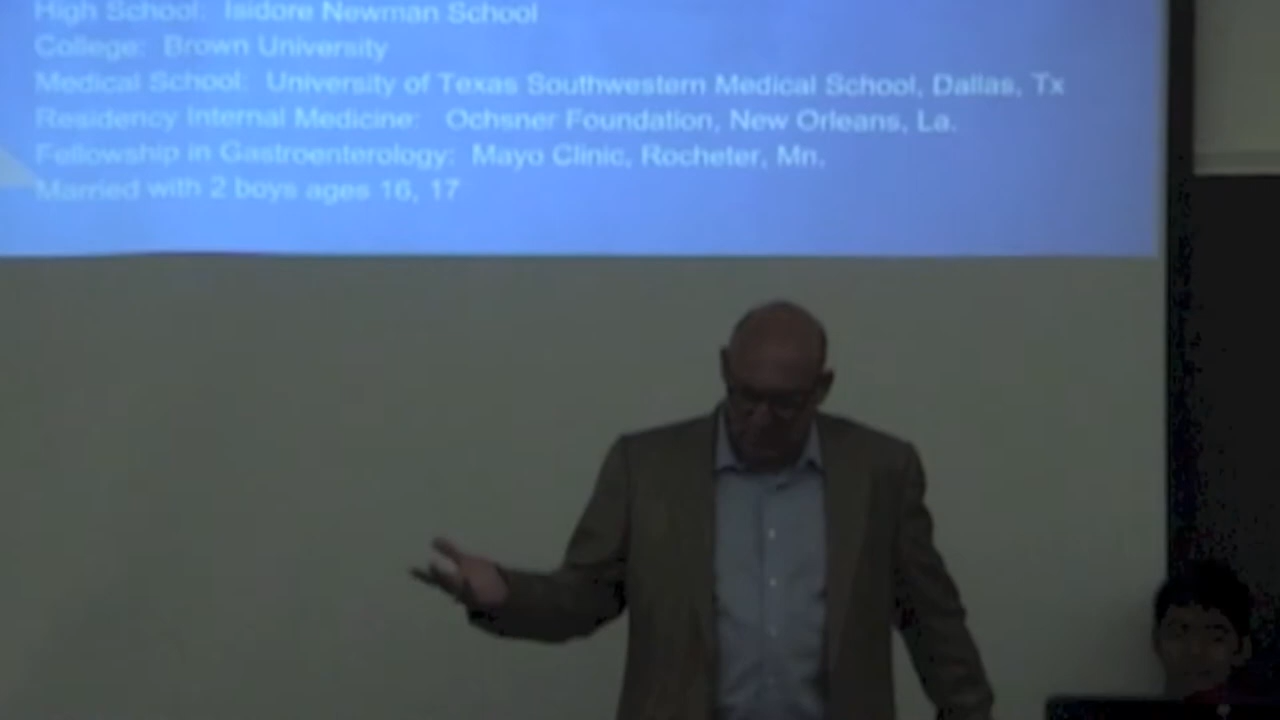 High School: Isidore Newman School
College: Brown University
Medical School: University of Texas Southwestern Medical School, Dallas, Tx
Residency Internal Medicine: Ochsner Foundation, New Orleans, La.
Fellowship in Gastroenterology: Mayo Clinic, Rocheter, Mn.
Married with 2 boys ages 16, 17